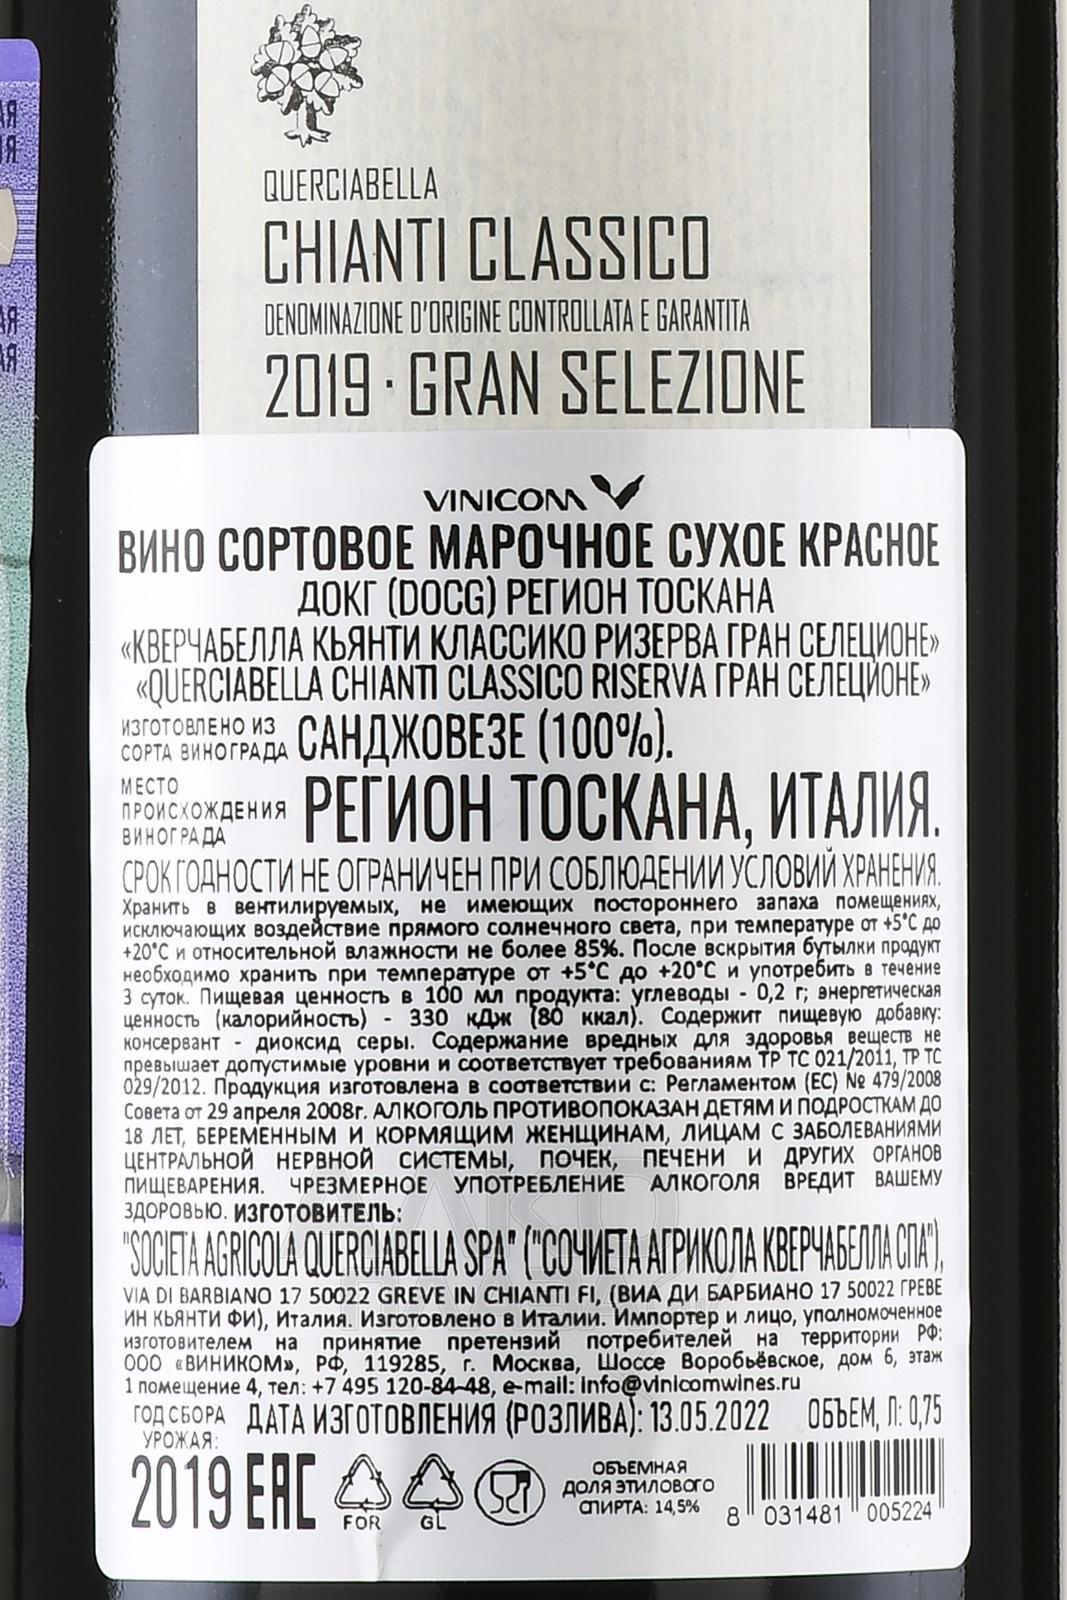 QUERCIABELLA
CHIANTI CLASSICO
DENOMINAZIONE D'ORIGINE CONTROLLATA E GARANTITA
2019 · GRAN SELEZIONE
VINICOM
ВИНО СОРТОВОЕ МАРОЧНОЕ СУХОЕ КРАСНОЕ
ДОКГ (DOCG) РЕГИОН ТОСКАНА
«КВЕРЧАБЕЛЛА КЬЯНТИ КЛАССИКО РИЗЕРВА ГРАН СЕЛЕЦИОНЕ»
«QUERCIABELLA CHIANTI CLASSICO RISERVA ГРАН СЕЛЕЦИОНЕ»
ИЗГОТОВЛЕНО ИЗ
СОРТА ВИНОГРАДА САНДЖОВЕЗЕ (100%).
МЕСТО
ПРОИСХОЖДЕНИЯ
ВИНОГРАДА РЕГИОН ТОСКАНА, ИТАЛИЯ.
СРОК ГОДНОСТИ НЕ ОГРАНИЧЕН ПРИ СОБЛЮДЕНИИ УСЛОВИЙ ХРАНЕНИЯ.
Хранить в вентилируемых, не имеющих постороннего запаха помещениях,
исключающих воздействие прямого солнечного света, при температуре от +5°С до
+20°С и относительной влажности не более 85%. После вскрытия бутылки продукт
необходимо хранить при температуре от +5°С до +20°С и употребить в течение
3 суток. Пищевая ценность в 100 мл продукта: углеводы - 0,2 г; энергетическая
ценность (калорийность) - 330 кДж (80 ккал). Содержит пищевую добавку:
консервант - диоксид серы. Содержание вредных для здоровья веществ не
превышает допустимые уровни и соответствует требованиям ТР ТС 021/2011, ТР ТС
029/2012. Продукция изготовлена в соответствии с: Регламентом (ЕС) № 479/2008
Совета от 29 апреля 2008г. АЛКОГОЛЬ ПРОТИВОПОКАЗАН ДЕТЯМ И ПОДРОСТКАМ ДО
18 ЛЕТ, БЕРЕМЕННЫМ И КОРМЯЩИМ ЖЕНЩИНАМ, ЛИЦАМ С ЗАБОЛЕВАНИЯМИ
ЦЕНТРАЛЬНОЙ НЕРВНОЙ СИСТЕМЫ, ПОЧЕК, ПЕЧЕНИ И ДРУГИХ ОРГАНОВ
ПИЩЕВАРЕНИЯ. ЧРЕЗМЕРНОЕ УПОТРЕБЛЕНИЕ АЛКОГОЛЯ ВРЕДИТ ВАШЕМУ
ЗДОРОВЬЮ. ИЗГОТОВИТЕЛЬ:
"SOCIETA AGRICOLA QUERCIABELLA SPA" ("СОЧИЕТА АГРИКОЛА КВЕРЧАБЕЛЛА СПА"),
VIA DI BARBIANO 17 50022 GREVE IN CHIANTI FI, (ВИА ДИ БАРБИАНО 17 50022 ГРЕВЕ
ИН КЬЯНТИ ФИ), Италия. Изготовлено в Италии. Импортер и лицо, уполномоченное
изготовителем на принятие претензий потребителей на территории РФ:
ООО «ВИНИКОМ», РФ, 119285, г. Москва, Шоссе Воробьёвское, дом 6, этаж
1 помещение 4, тел: +7 495 120-84-48, e-mail: info@vinicomwines.ru
ГОД СБОРА
УРОЖАЯ: ДАТА ИЗГОТОВЛЕНИЯ (РОЗЛИВА): 13.05.2022 ОБЪЕМ, Л: 0,75
2019 EAC
FOR GL
ОБЪЕМНАЯ
ДОЛЯ ЭТИЛОВОГО
СПИРТА: 14,5%
8 031481 005224